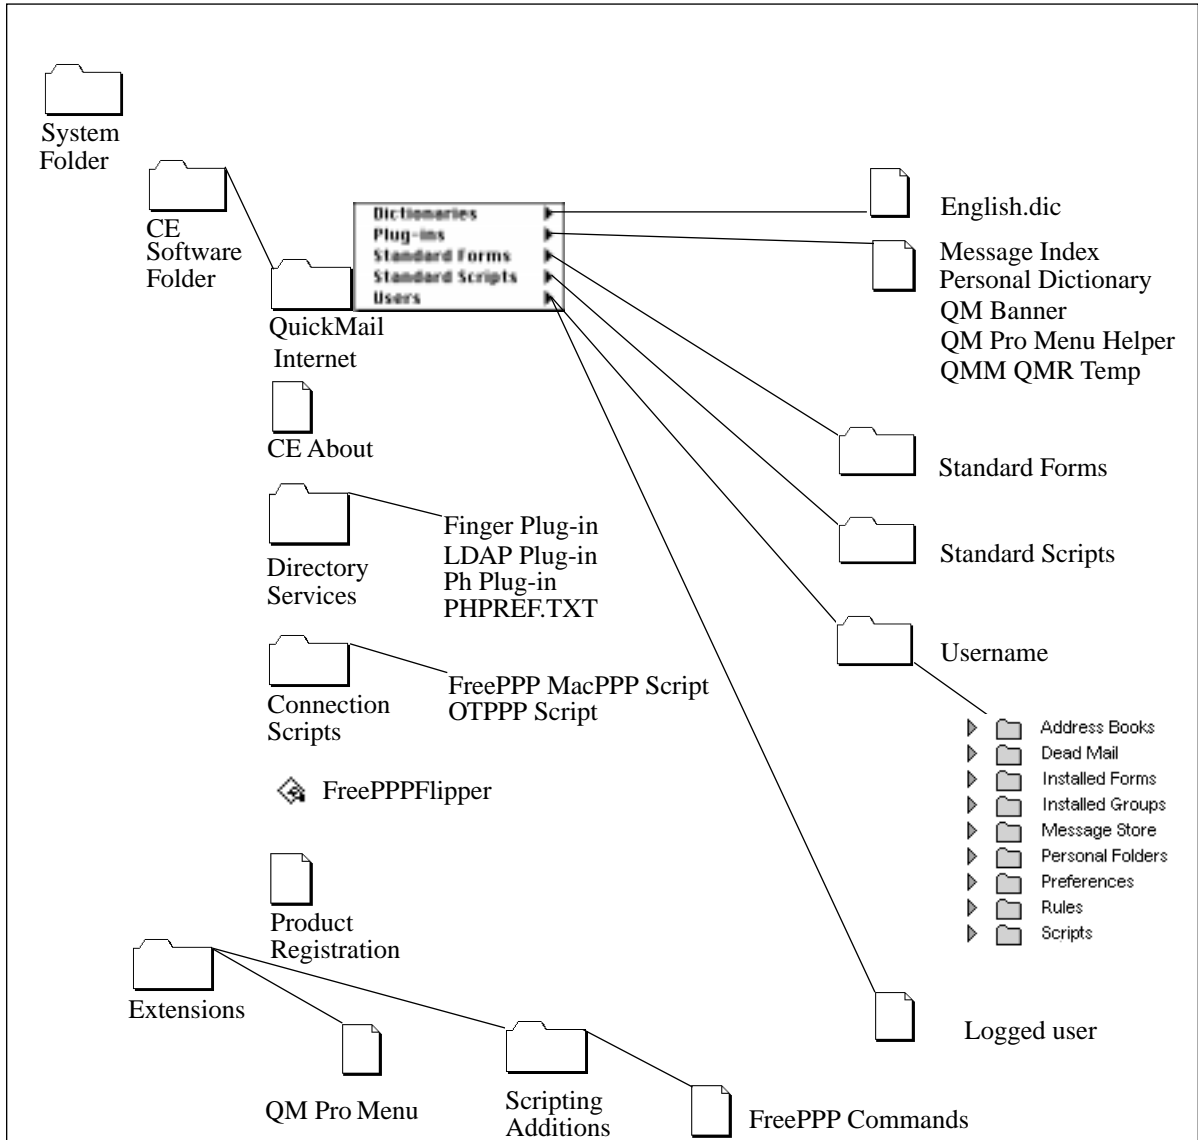 System
Folder
CE
Software
Folder
Dictionaries
Plug-ins
Standard Forms
Standard Scripts
Users
English.dic
Message Index
Personal Dictionary
QM Banner
QM Pro Menu Helper
QMM QMR Temp
QuickMail
Internet
CE About
Standard Forms
Directory
Services
Finger Plug-in
LDAP Plug-in
Ph Plug-in
PHPREF.TXT
Standard Scripts
Connection
Scripts
FreePPP MacPPP Script
OTPPP Script
Username
Address Books
Dead Mail
Installed Forms
Installed Groups
Message Store
Personal Folders
Preferences
Rules
Scripts
FreePPPFlipper
Product
Registration
Extensions
Logged user
QM Pro Menu
Scripting
Additions
FreePPP Commands